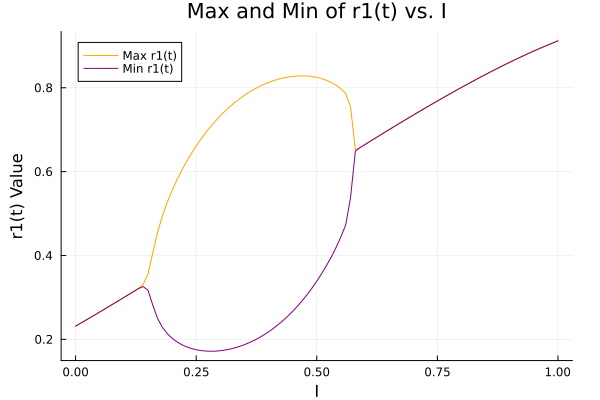 Max and Min of r1(t) vs. I
Max r1(t)
Min r1(t)
r1(t) Value
0.8
0.6
0.4
0.2
0.00 0.25 0.50 0.75 1.00
I